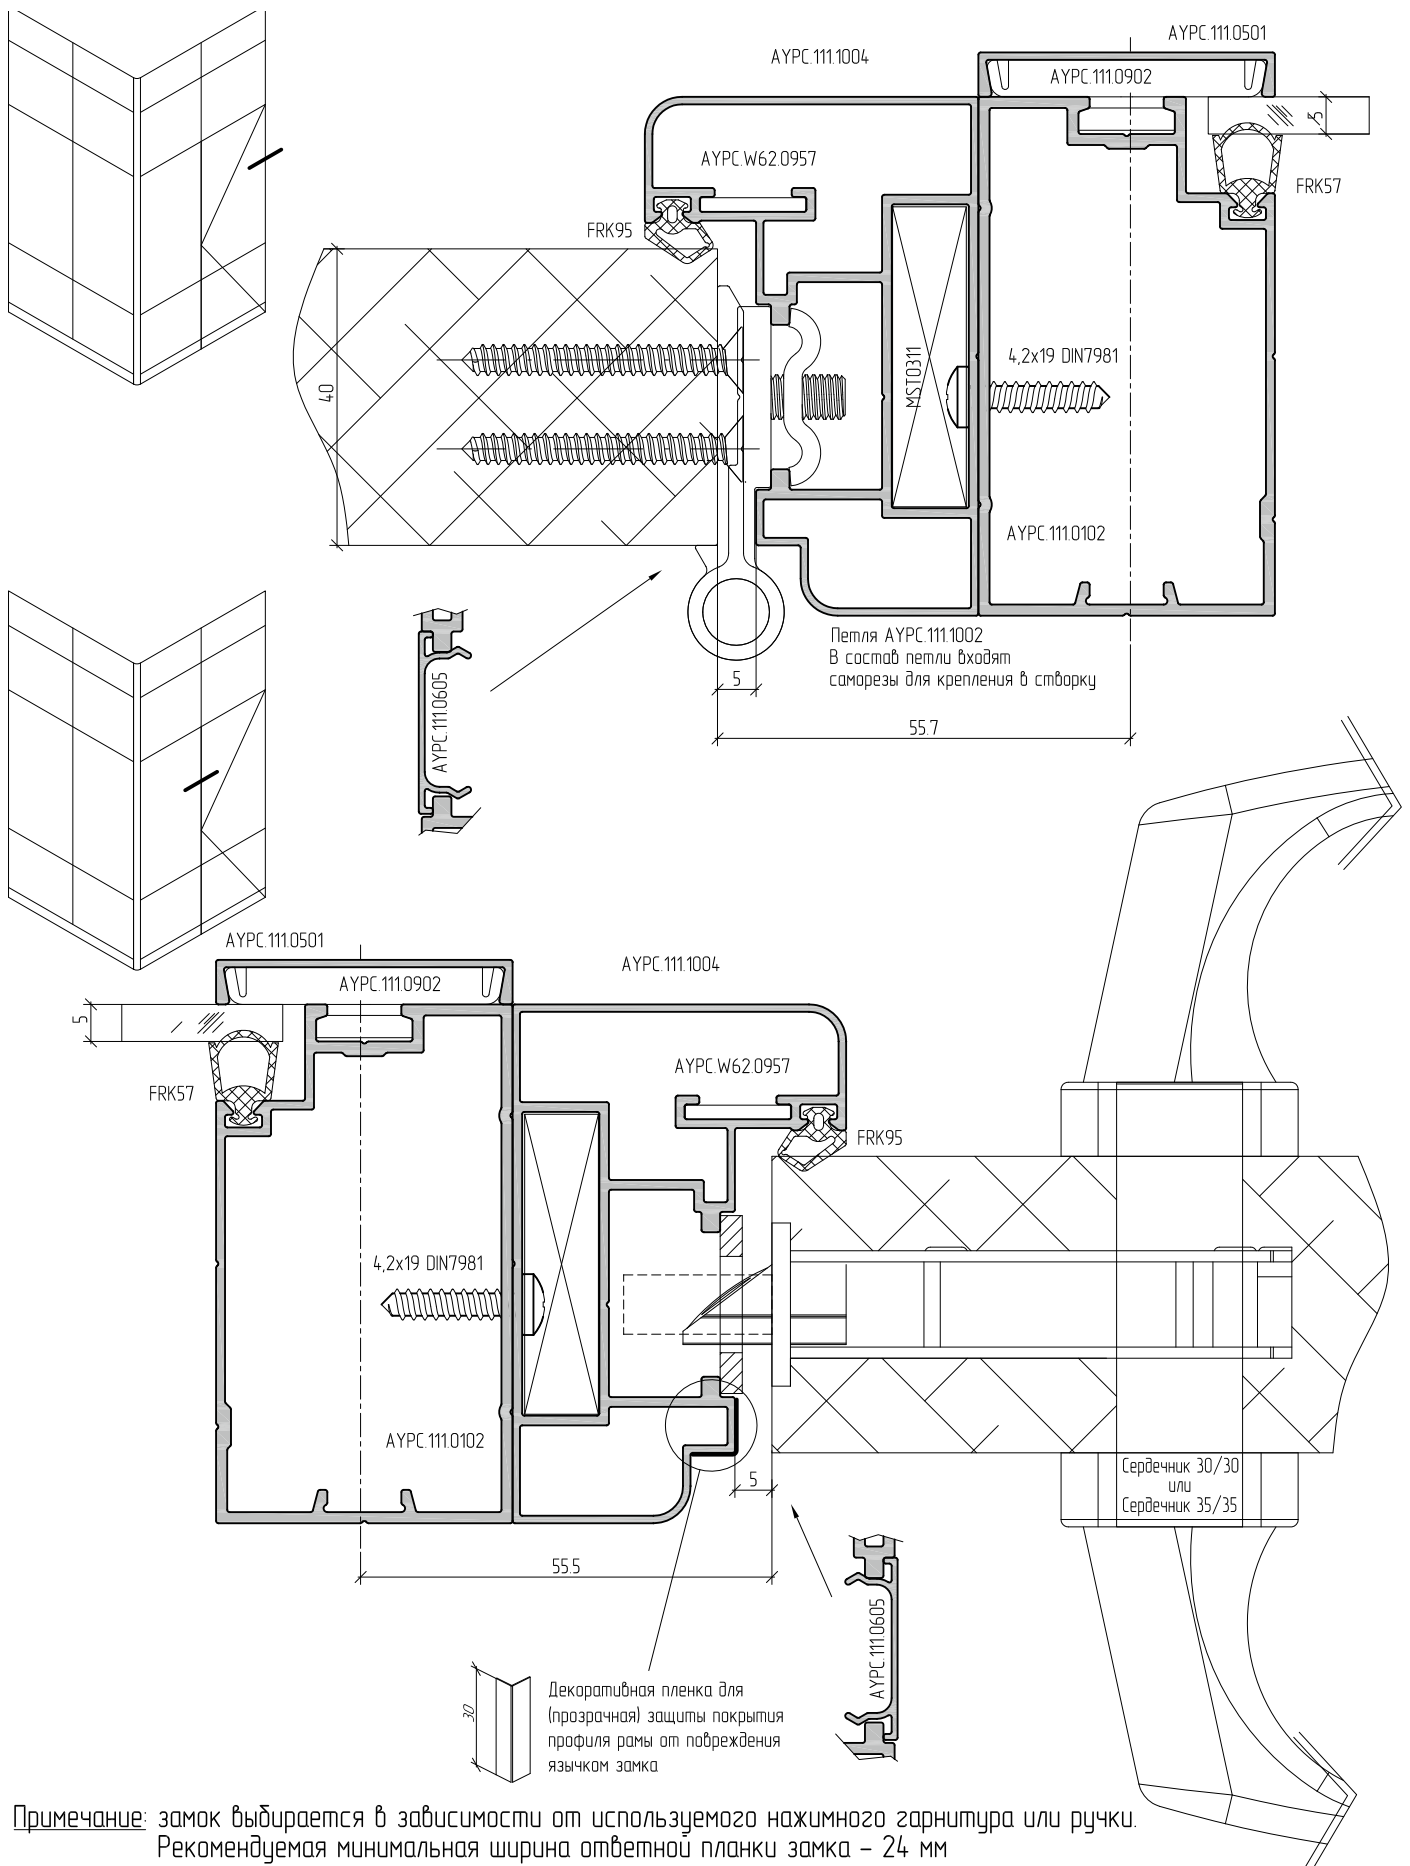 AYPC.111.0501
AYPC.111.1004
AYPC.111.0902
5
AYPC.W62.0957
FRK57
FRK95
4,2x19 DIN7981
MST0311
40
AYPC.111.0102
Петля AYPC.111.1002
В состав петли входят
саморезы для крепления в створку
5
AYPC.111.0605
55.7
AYPC.111.0501
AYPC.111.1004
AYPC.111.0902
5
AYPC.W62.0957
FRK57
FRK95
4,2x19 DIN7981
AYPC.111.0102
Сердечник 30/30
или
Сердечник 35/35
5
55.5
AYPC.111.0605
30
Декоративная пленка для
(прозрачная) защиты покрытия
профиля рамы от повреждения
язычком замка
Примечание: замок выбирается в зависимости от используемого нажимного гарнитура или ручки.
Рекомендуемая минимальная ширина ответной планки замка – 24 мм